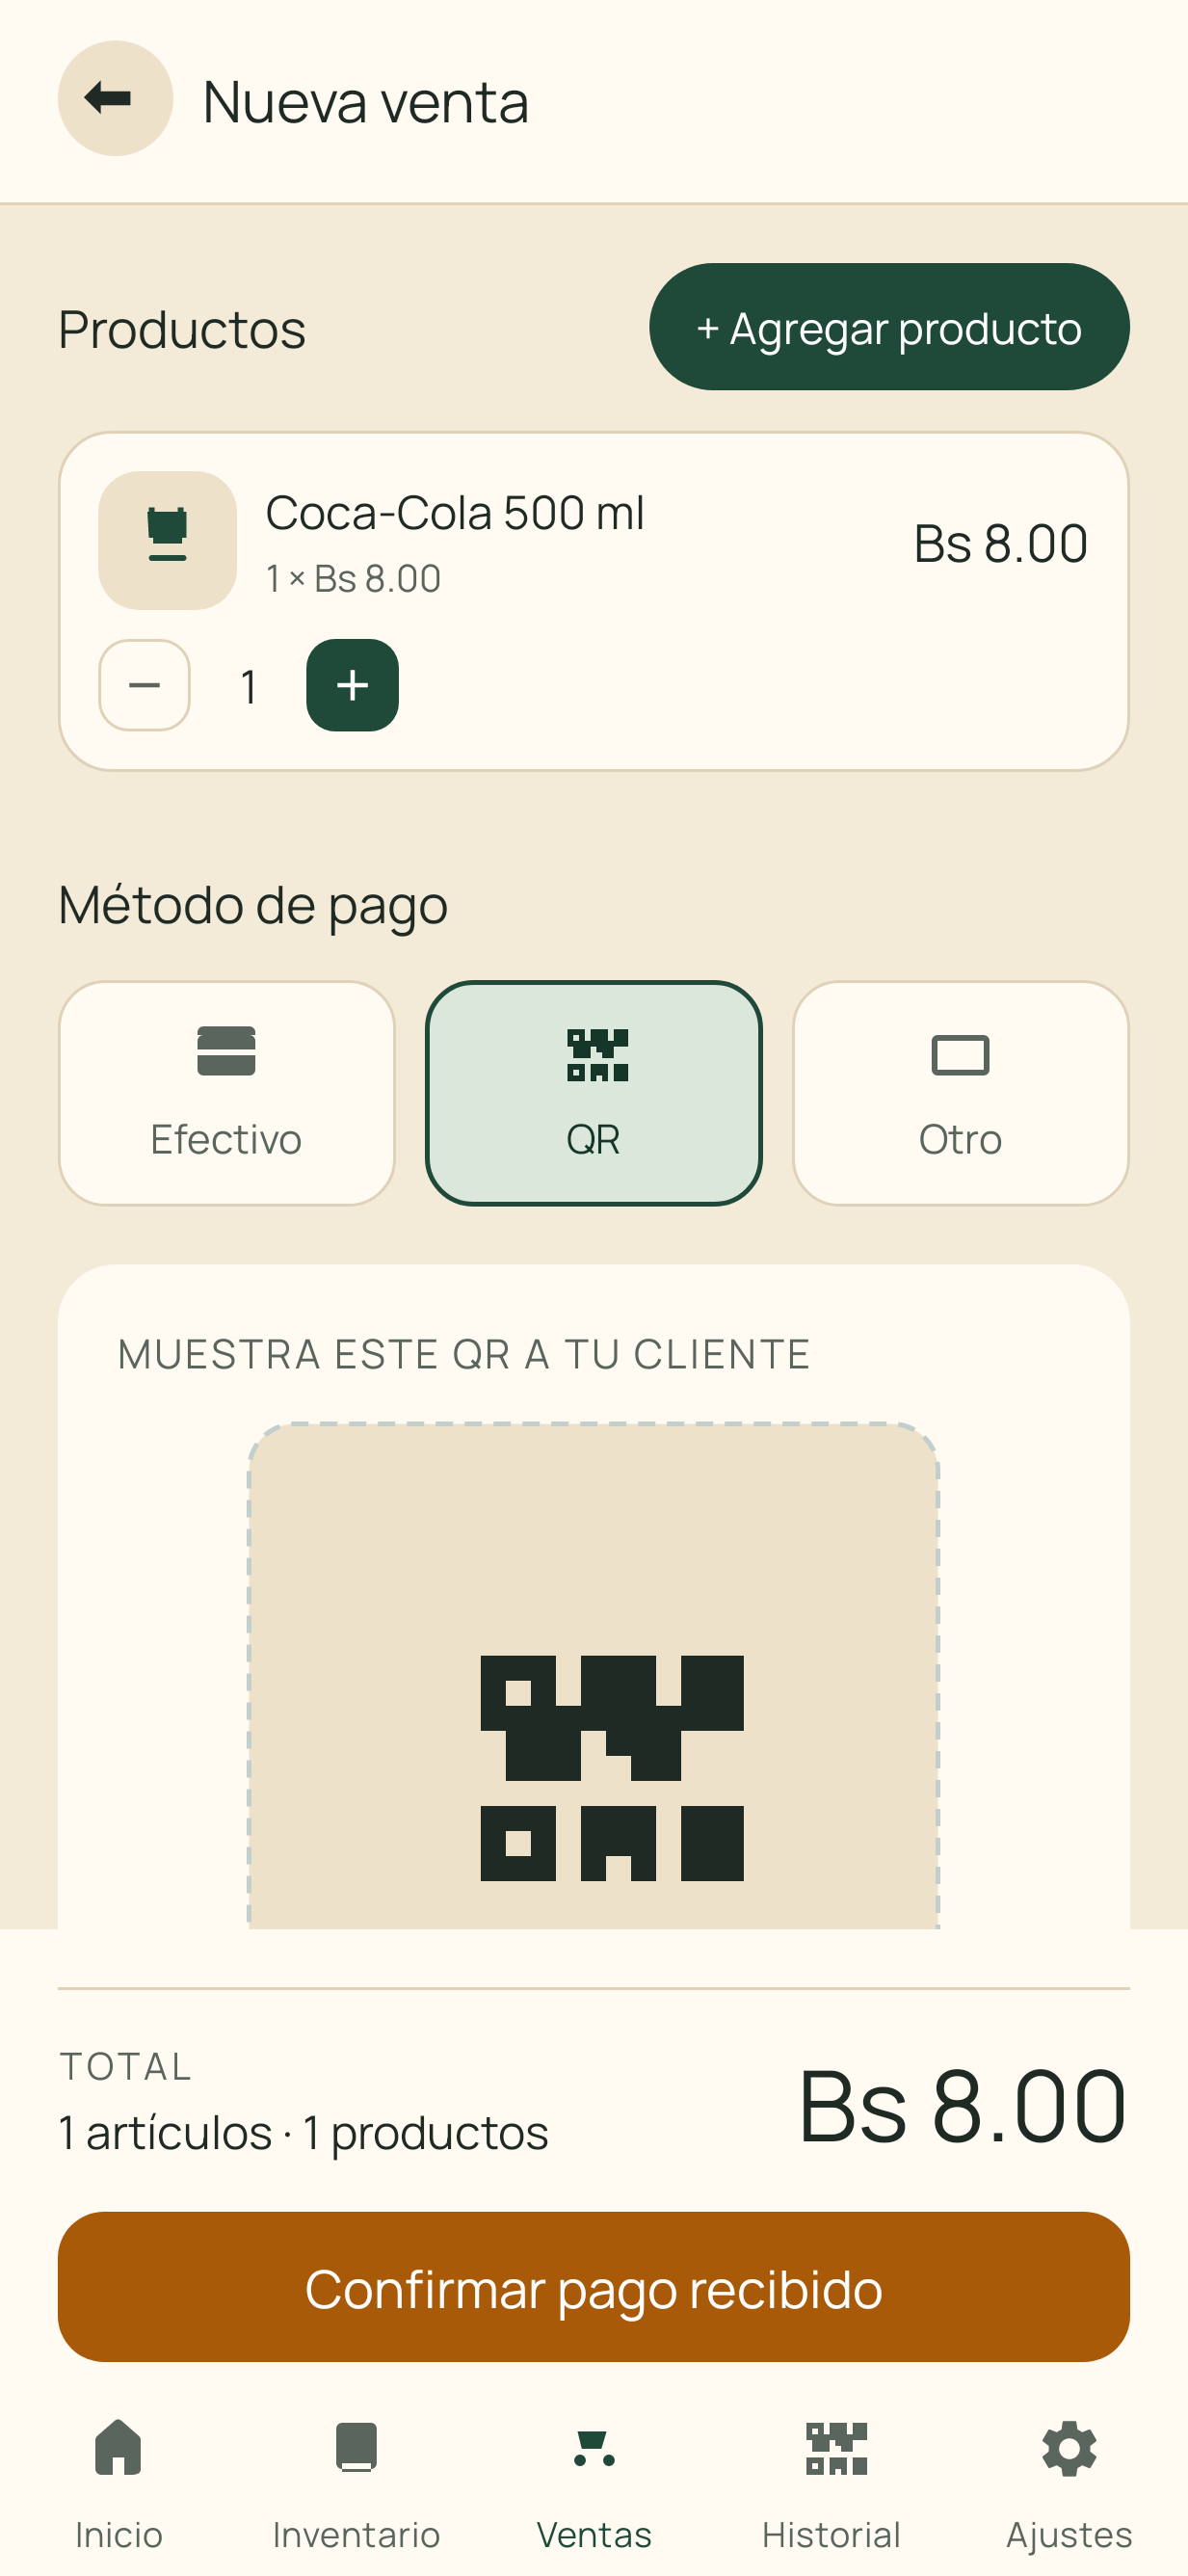 Nueva venta
Productos
+ Agregar producto
Coca-Cola 500 ml
1 × Bs 8.00
Bs 8.00
1
Método de pago
Efectivo
QR
Otro
MUESTRA ESTE QR A TU CLIENTE
TOTAL
1 artículos · 1 productos
Bs 8.00
Confirmar pago recibido
Inicio
Inventario
Ventas
Historial
Ajustes